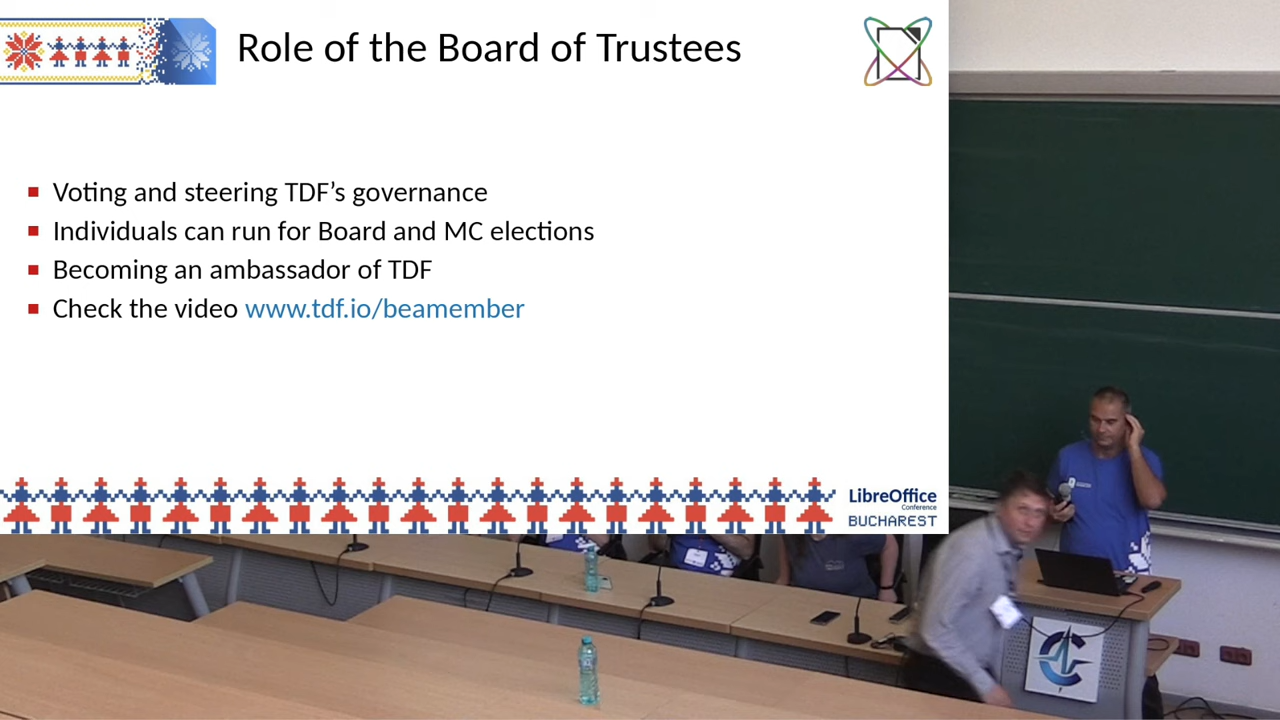 Role of the Board of Trustees
Voting and steering TDF’s governance
Individuals can run for Board and MC elections
Becoming an ambassador of TDF
Check the video www.tdf.io/beamember
LibreOffice
Conference
BUCHAREST